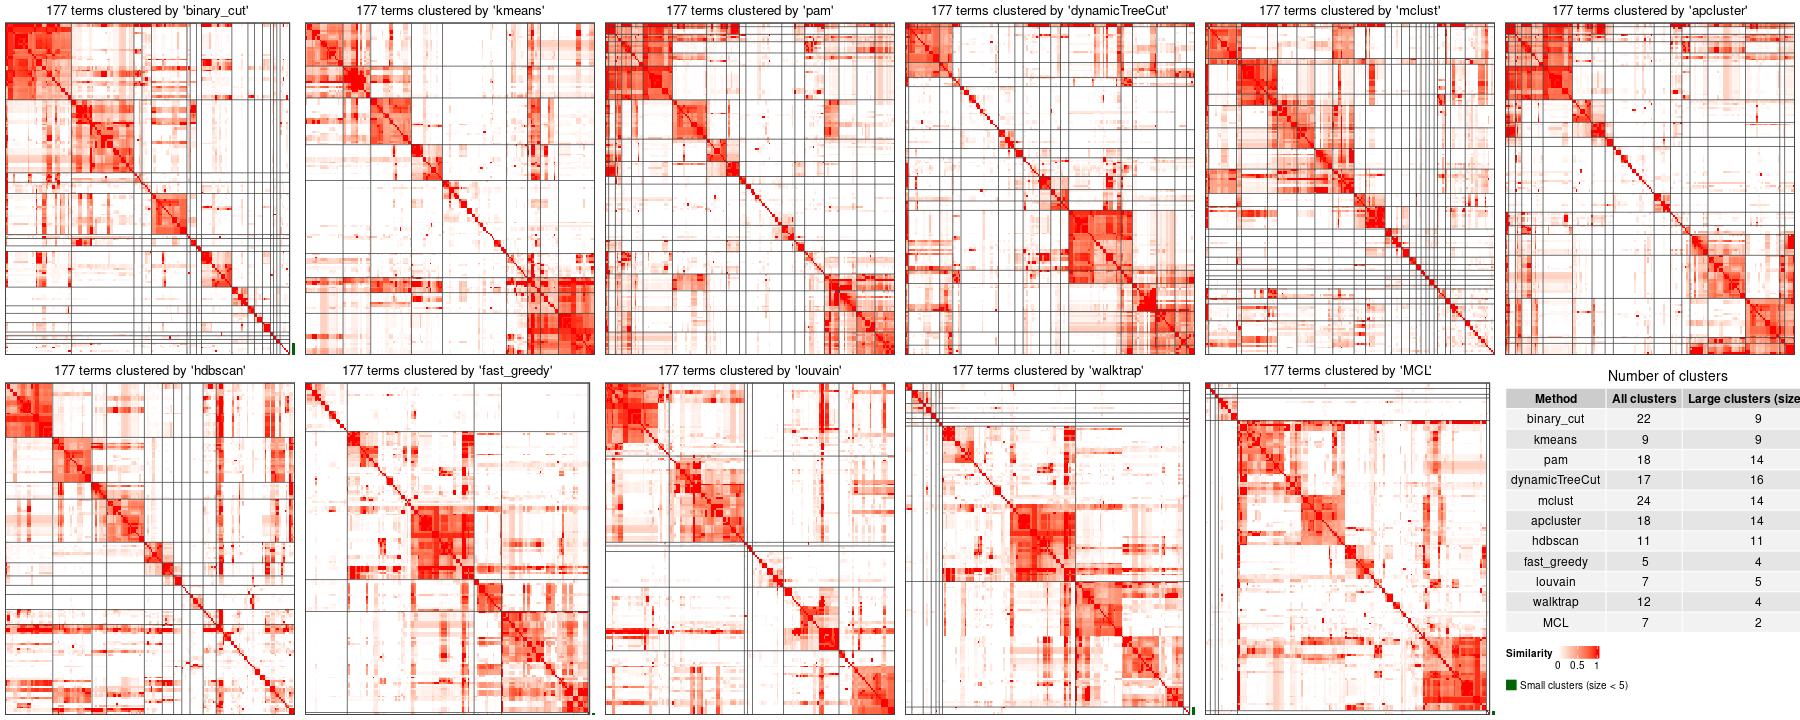 177 terms clustered by 'binary_cut'
177 terms clustered by 'kmeans'
177 terms clustered by 'pam'
177 terms clustered by 'dynamicTreeCut'
177 terms clustered by 'mclust'
177 terms clustered by 'apcluster'
177 terms clustered by 'hdbscan'
177 terms clustered by 'fast_greedy'
177 terms clustered by 'louvain'
177 terms clustered by 'walktrap'
177 terms clustered by 'MCL'
Number of clusters
Method All clusters Large clusters (size
binary_cut 22 9
kmeans 9 9
pam 18 14
dynamicTreeCut 17 16
mclust 24 14
apcluster 18 14
hdbscan 11 11
fast_greedy 5 4
louvain 7 5
walktrap 12 4
MCL 7 2
Similarity
0 0.5 1
Small clusters (size < 5)